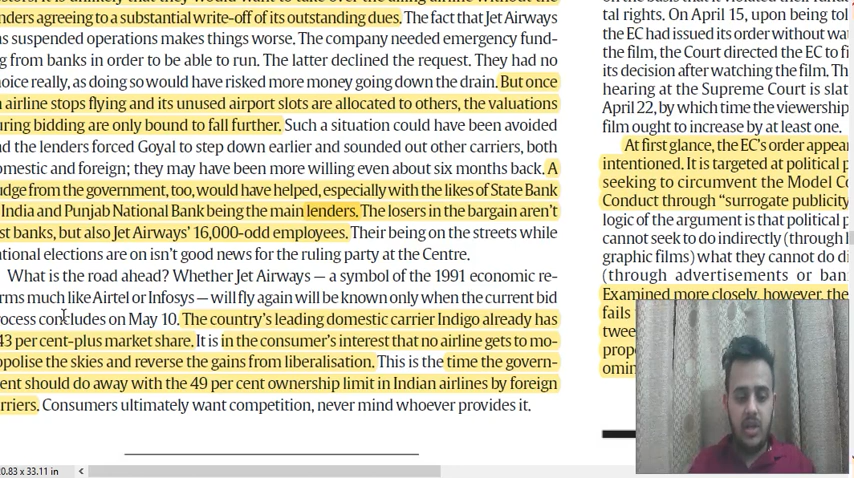 nders agreeing to a substantial write-off of its outstanding dues. The fact that Jet Airways
s suspended operations makes things worse. The company needed emergency fund-
g from banks in order to be able to run. The latter declined the request. They had no
oice really, as doing so would have risked more money going down the drain. But once
airline stops flying and its unused airport slots are allocated to others, the valuations
uring bidding are only bound to fall further. Such a situation could have been avoided
d the lenders forced Goyal to step down earlier and sounded out other carriers, both
omestic and foreign; they may have been more willing even about six months back. A
udge from the government, too, would have helped, especially with the likes of State Bank
India and Punjab National Bank being the main lenders. The losers in the bargain aren't
st banks, but also Jet Airways' 16,000-odd employees. Their being on the streets while
ational elections are on isn't good news for the ruling party at the Centre.
What is the road ahead? Whether Jet Airways — a symbol of the 1991 economic re-
rms much like Airtel or Infosys — will fly again will be known only when the current bid
rocess concludes on May 10. The country's leading domestic carrier Indigo already has
43 per cent-plus market share. It is in the consumer's interest that no airline gets to mo-
opolise the skies and reverse the gains from liberalisation. This is the time the govern-
ent should do away with the 49 per cent ownership limit in Indian airlines by foreign
rriers. Consumers ultimately want competition, never mind whoever provides it.
tal rights. On April 15, upon being tol
the EC had issued its order without wa
the film, the Court directed the EC to fi
its decision after watching the film. Th
hearing at the Supreme Court is slat
April 22, by which time the viewership
film ought to increase by at least one.
At first glance, the EC's order appear
intentioned. It is targeted at political p
seeking to circumvent the Model Co
Conduct through "surrogate publicity
logic of the argument is that political p
cannot seek to do indirectly (through
graphic films) what they cannot do di
(through advertisements or ban
Examined more closely, however, the
fails
twee
prop
omin
0.83 x 33.11 in